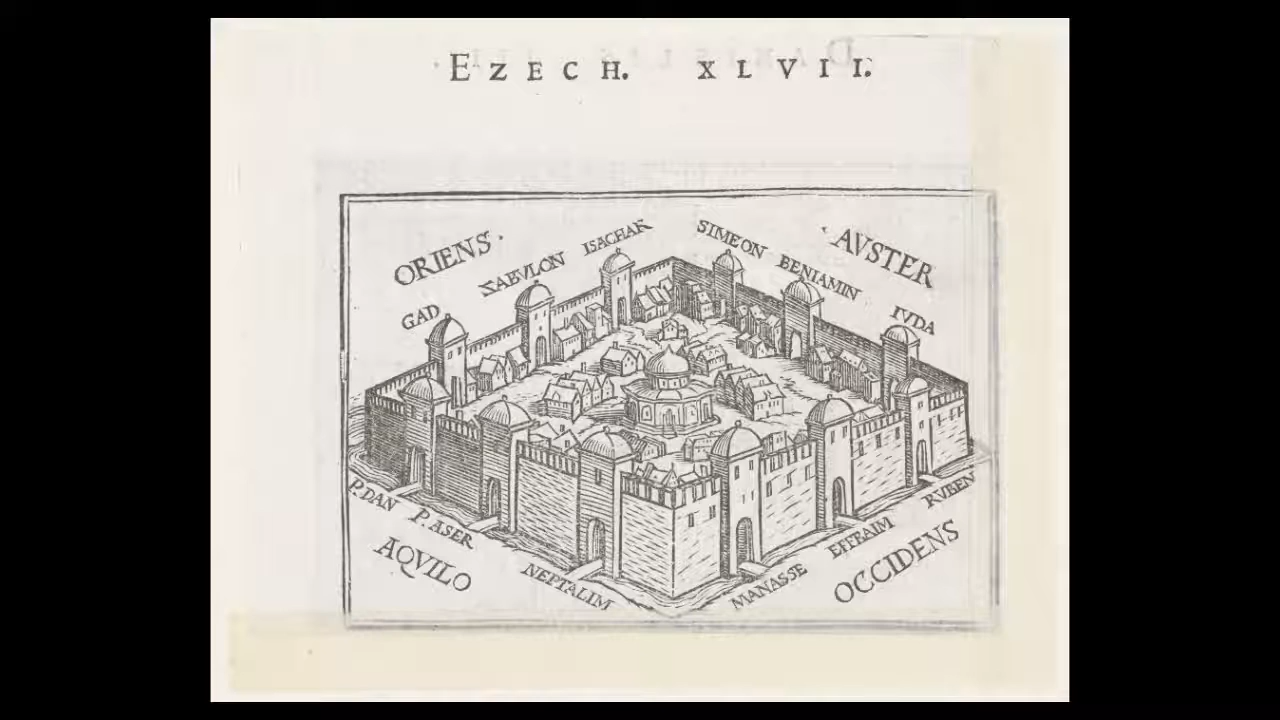 EZECH. XLVII.
ORIENS
AVSTER
GAD
ZABVLON
ISACHAR
SIMEON
BENIAMIN
IVDA
P. DAN
P. ASER
NEPTALIM
MANASSE
EFFRAIM
RVBEN
AQVILO
OCCIDENS